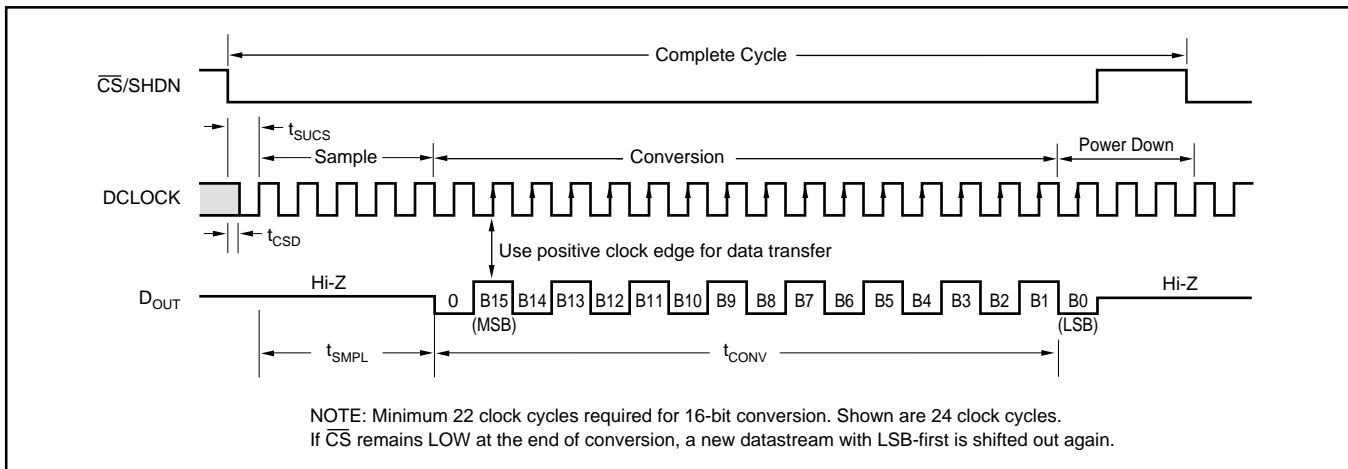 Complete Cycle
C̅S̅/SHDN
tSUCS
Sample
Conversion
Power Down
DCLOCK
tCSD
Use positive clock edge for data transfer
Hi-Z
DOUT
0 B15 B14 B13 B12 B11 B10 B9 B8 B7 B6 B5 B4 B3 B2 B1 B0
Hi-Z
(MSB)
(LSB)
tSMPL
tCONV
NOTE: Minimum 22 clock cycles required for 16-bit conversion. Shown are 24 clock cycles.
If C̅S̅ remains LOW at the end of conversion, a new datastream with LSB-first is shifted out again.